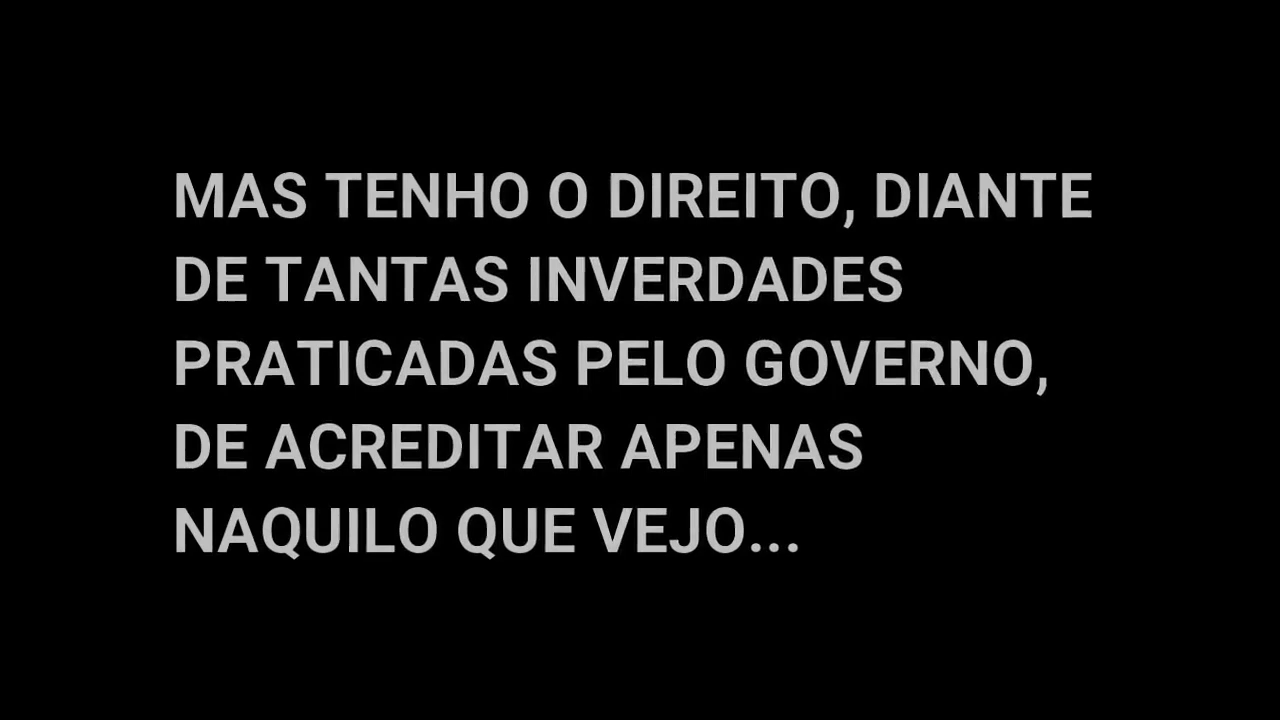 MAS TENHO O DIREITO, DIANTE
DE TANTAS INVERDADES
PRATICADAS PELO GOVERNO,
DE ACREDITAR APENAS
NAQUILO QUE VEJO...